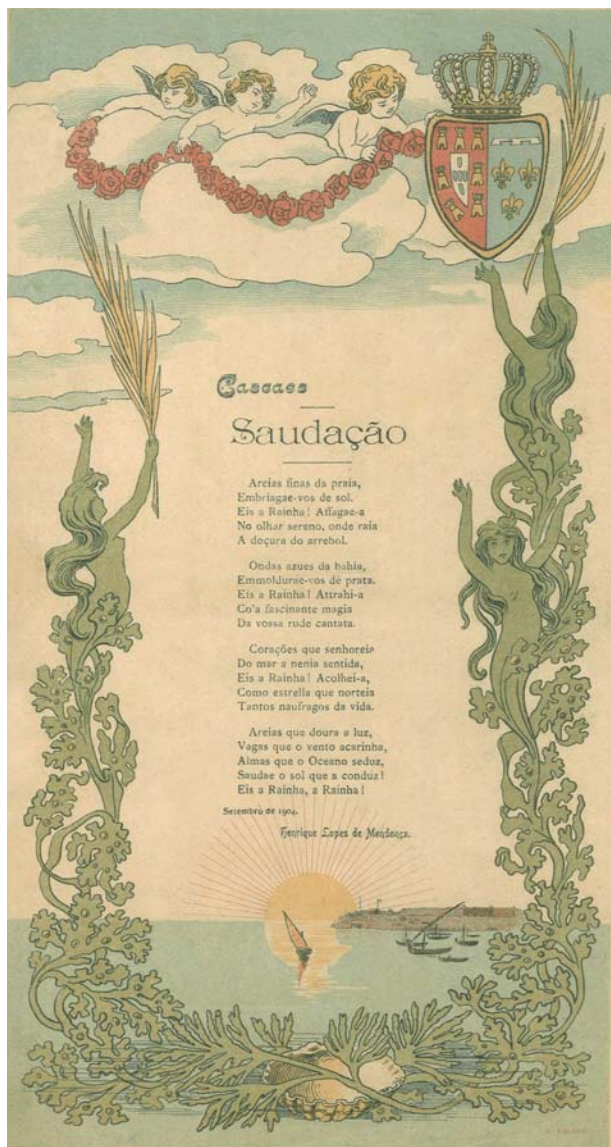 Cascaes
Saudação
Areias finas da praia,
Embriagae-vos de sol.
Eis a Rainha! Affagae-a
No olhar sereno, onde raia
A doçura do arrebol.
Ondas azues da bahia,
Emmoldurae-vos de prata.
Eis a Rainha! Attrahi-a
Co'a fascinante magia
Da vossa rude cantata.
Corações que senhoreia
Do mar a nenia sentida,
Eis a Rainha! Acolhei-a,
Como estrella que norteia
Tantos naufragos da vida.
Areias que doura a luz,
Vagas que o vento acarinha,
Almas que o Oceano seduz,
Saudae o sol que a conduz!
Eis a Rainha, a Rainha!
Setembro de 1904.
Henrique Lopes de Mendonça.